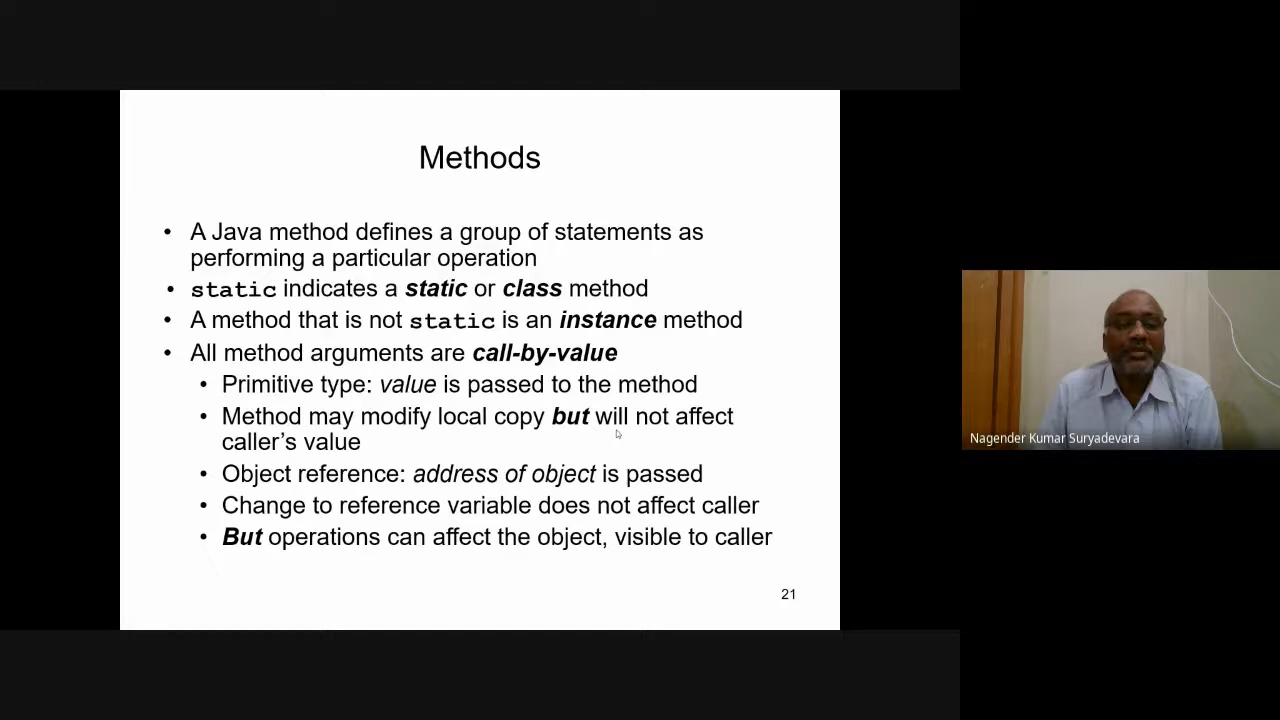 Methods
• A Java method defines a group of statements as
performing a particular operation
• static indicates a static or class method
• A method that is not static is an instance method
• All method arguments are call-by-value
• Primitive type: value is passed to the method
• Method may modify local copy but will not affect
caller’s value
• Object reference: address of object is passed
• Change to reference variable does not affect caller
• But operations can affect the object, visible to caller
21
Nagender Kumar Suryadevara